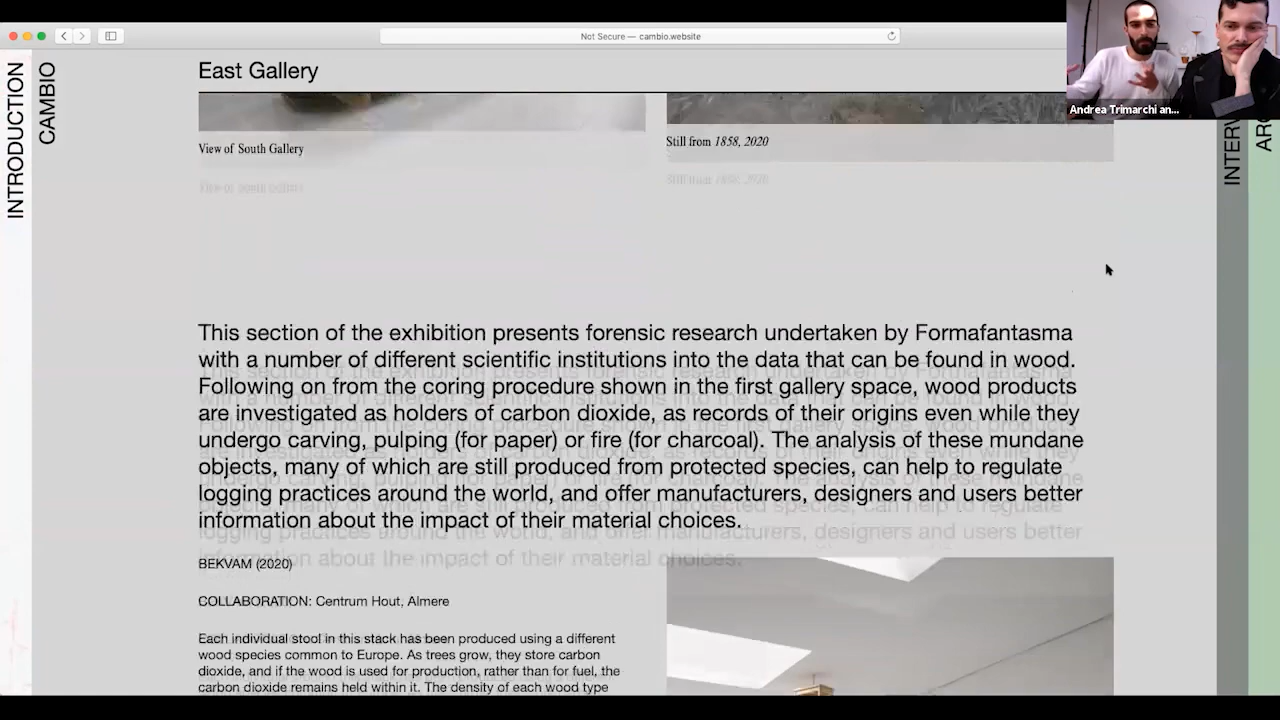 Not Secure — cambio.website
Andrea Trimarchi an...
INTRODUCTION
CAMBIO
East Gallery
View of South Gallery
Still from 1858, 2020
This section of the exhibition presents forensic research undertaken by Formafantasma
with a number of different scientific institutions into the data that can be found in wood.
Following on from the coring procedure shown in the first gallery space, wood products
are investigated as holders of carbon dioxide, as records of their origins even while they
undergo carving, pulping (for paper) or fire (for charcoal). The analysis of these mundane
objects, many of which are still produced from protected species, can help to regulate
logging practices around the world, and offer manufacturers, designers and users better
information about the impact of their material choices.
BEKVAM (2020)
COLLABORATION: Centrum Hout, Almere
Each individual stool in this stack has been produced using a different
wood species common to Europe. As trees grow, they store carbon
dioxide, and if the wood is used for production, rather than for fuel, the
carbon dioxide remains held within it. The density of each wood type
INTERV
AR